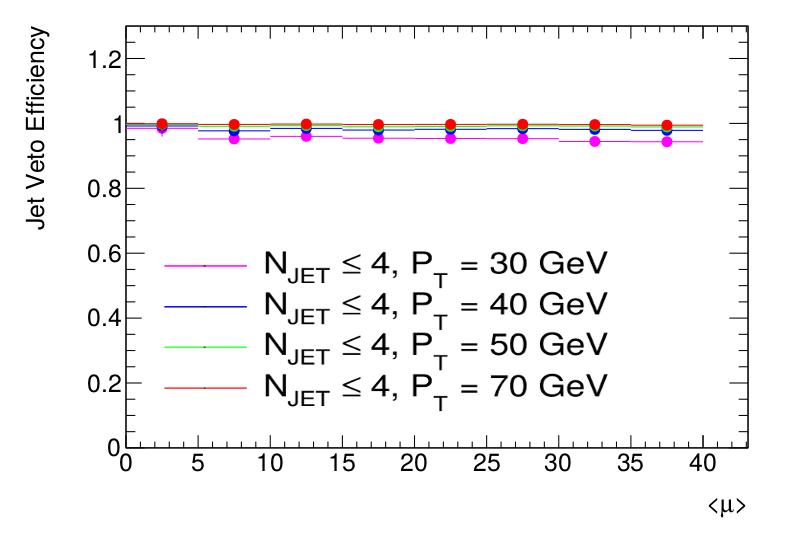 Jet Veto Efficiency
1.2
1
0.8
0.6
0.4
0.2
0
N_JET ≤ 4, P_T = 30 GeV
N_JET ≤ 4, P_T = 40 GeV
N_JET ≤ 4, P_T = 50 GeV
N_JET ≤ 4, P_T = 70 GeV
0 5 10 15 20 25 30 35 40
<μ>